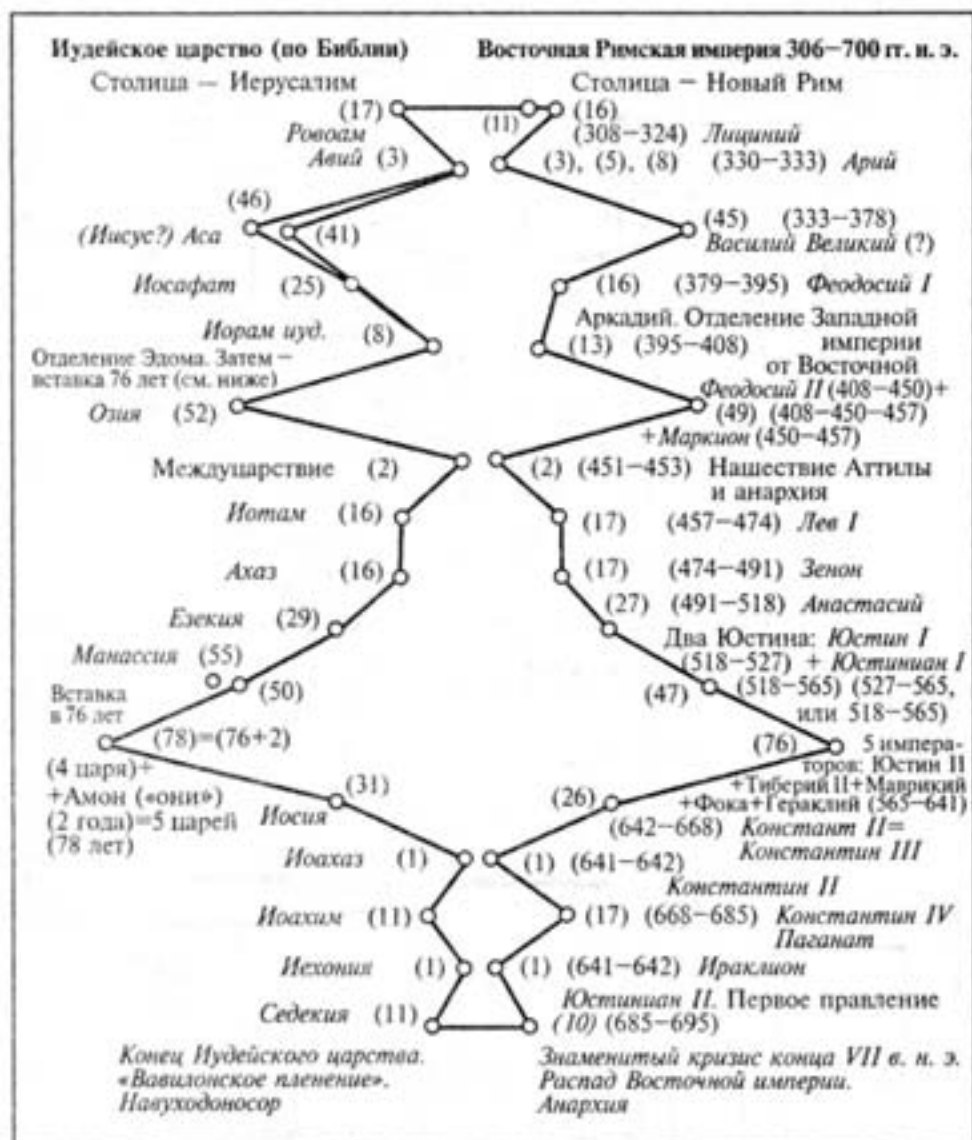 Иудейское царство (по Библии)
Столица — Иерусалим
(17)
Ровоам
Авий (3)
(46)
(Иисус?) Аса
(41)
Иосафат (25)
Иорам иуд. (8)
Отделение Эдома. Затем —
вставка 76 лет (см. ниже)
Озия (52)
Междуцарствие (2)
Иотам (16)
Ахаз (16)
Езекия (29)
Манассия (55)
(50)
Вставка
в 76 лет
(78)=(76+2)
(4 царя)+
+Амон («они»)
(2 года)=5 царей
(78 лет)
(31)
Иосия
Иоахаз (1)
Иоахим (11)
Иехония (1)
Седекия (11)
Конец Иудейского царства.
«Вавилонское пленение».
Навуходоносор
Восточная Римская империя 306—700 гг. н. э.
Столица — Новый Рим
(11) (16)
(308—324) Лициний
(3), (5), (8) (330—333) Арий
(45) (333—378)
Василий Великий (?)
(16) (379—395) Феодосий I
Аркадий. Отделение Западной
(13) (395—408) империи
от Восточной
Феодосий II (408—450)+
(49) (408—450—457)
+Маркион (450—457)
(2) (451—453) Нашествие Аттилы
и анархия
(17) (457—474) Лев I
(17) (474—491) Зенон
(27) (491—518) Анастасий
Два Юстина: Юстин I
(518—527) + Юстиниан I
(47) (518—565) (527—565,
или 518—565)
(76) 5 импера-
торов: Юстин II
+Тиберий II+Маврикий
+Фока+Гераклий (565—641)
(26)
(642—668) Констант II=
Константин III
(1) (641—642)
Константин II
(17) (668—685) Константин IV
Паганат
(1) (641—642) Ираклион
Юстиниан II. Первое правление
(10) (685—695)
Знаменитый кризис конца VII в. н. э.
Распад Восточной империи.
Анархия